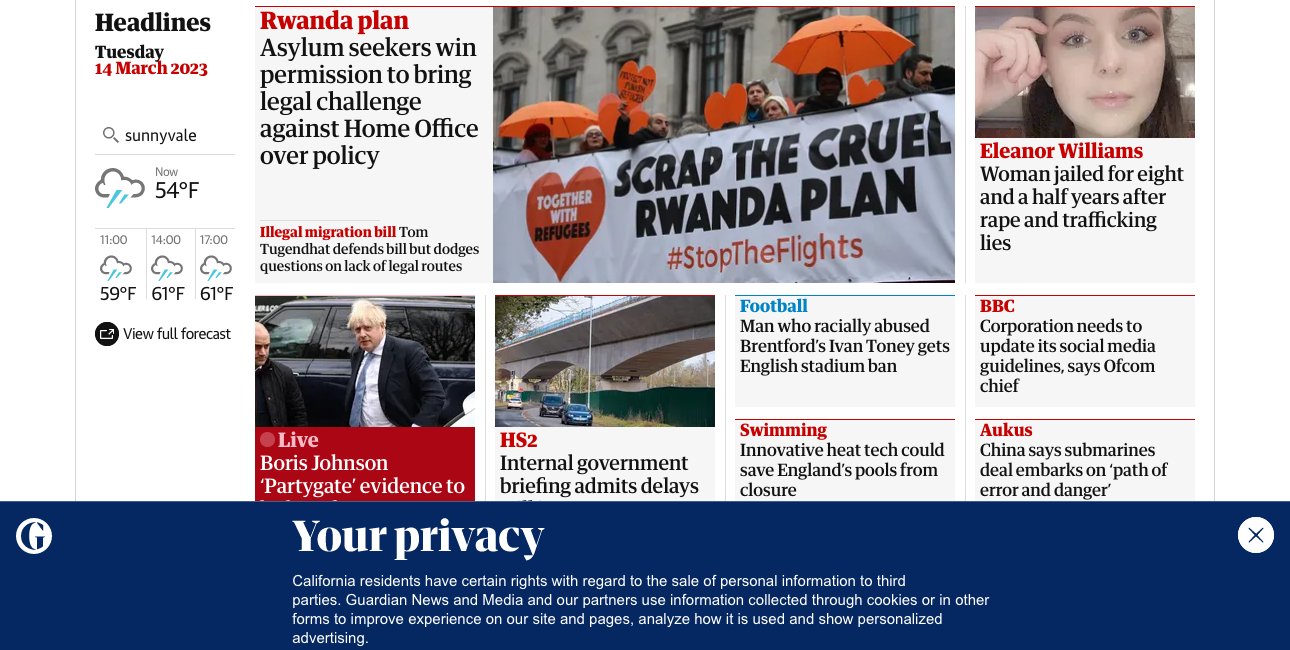 Headlines
Tuesday
14 March 2023
sunnyvale
Now
54°F
11:00
14:00
17:00
59°F
61°F
61°F
View full forecast
Rwanda plan
Asylum seekers win
permission to bring
legal challenge
against Home Office
over policy
Illegal migration bill Tom
Tugendhat defends bill but dodges
questions on lack of legal routes
PROTECT NOT
PUNISH
REFUGEES
SCRAP THE CRUEL
RWANDA PLAN
#StopTheFlights
TOGETHER
WITH
REFUGEES
Eleanor Williams
Woman jailed for eight
and a half years after
rape and trafficking
lies
Live
Boris Johnson
‘Partygate’ evidence to
HS2
Internal government
briefing admits delays
Football
Man who racially abused
Brentford’s Ivan Toney gets
English stadium ban
Swimming
Innovative heat tech could
save England’s pools from
closure
BBC
Corporation needs to
update its social media
guidelines, says Ofcom
chief
Aukus
China says submarines
deal embarks on ‘path of
error and danger’
G
Your privacy
California residents have certain rights with regard to the sale of personal information to third
parties. Guardian News and Media and our partners use information collected through cookies or in other
forms to improve experience on our site and pages, analyze how it is used and show personalized
advertising.